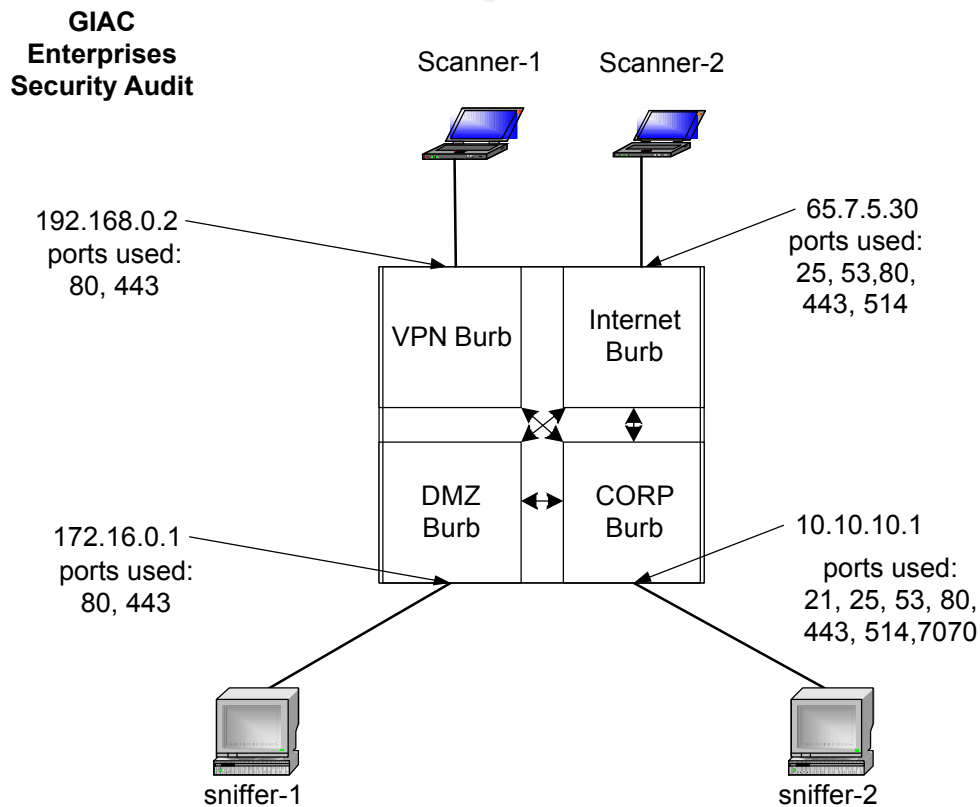 GIAC
Enterprises
Security Audit
Scanner-1
Scanner-2
192.168.0.2
ports used:
80, 443
65.7.5.30
ports used:
25, 53,80,
443, 514
VPN Burb
Internet
Burb
DMZ
Burb
CORP
Burb
172.16.0.1
ports used:
80, 443
10.10.10.1
ports used:
21, 25, 53, 80,
443, 514,7070
sniffer-1
sniffer-2